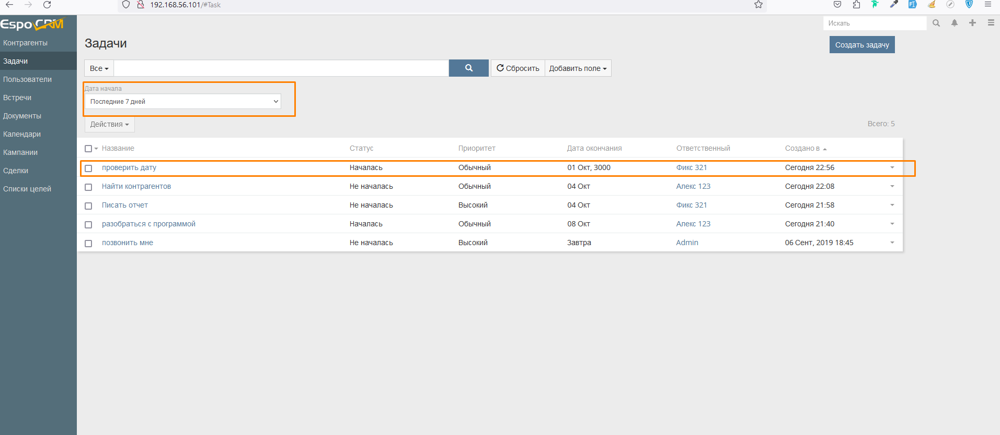 192.168.56.101/#Task
EspoCRM
Искать
Контрагенты
Задачи
Пользователи
Встречи
Документы
Календари
Кампании
Сделки
Списки целей
Задачи
Создать задачу
Все
Сбросить
Добавить поле
Дата начала
Последние 7 дней
Действия
Всего: 5
Название Статус Приоритет Дата окончания Ответственный Создано в
проверить дату Началась Обычный 01 Окт, 3000 Фикс 321 Сегодня 22:56
Найти контрагентов Не началась Обычный 04 Окт Алекс 123 Сегодня 22:08
Писать отчет Не началась Высокий 04 Окт Фикс 321 Сегодня 21:58
разобраться с программой Началась Обычный 08 Окт Алекс 123 Сегодня 21:40
позвонить мне Не началась Высокий Завтра Admin 06 Сент, 2019 18:45